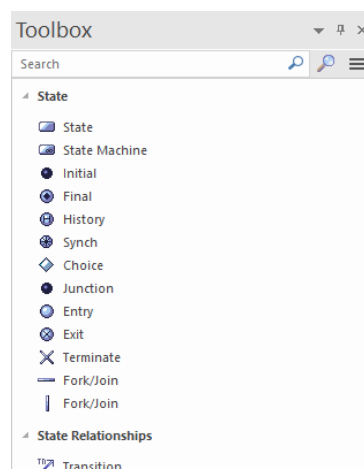 Toolbox
Search
State
State
State Machine
Initial
Final
History
Synch
Choice
Junction
Entry
Exit
Terminate
Fork/Join
Fork/Join
State Relationships
Transition